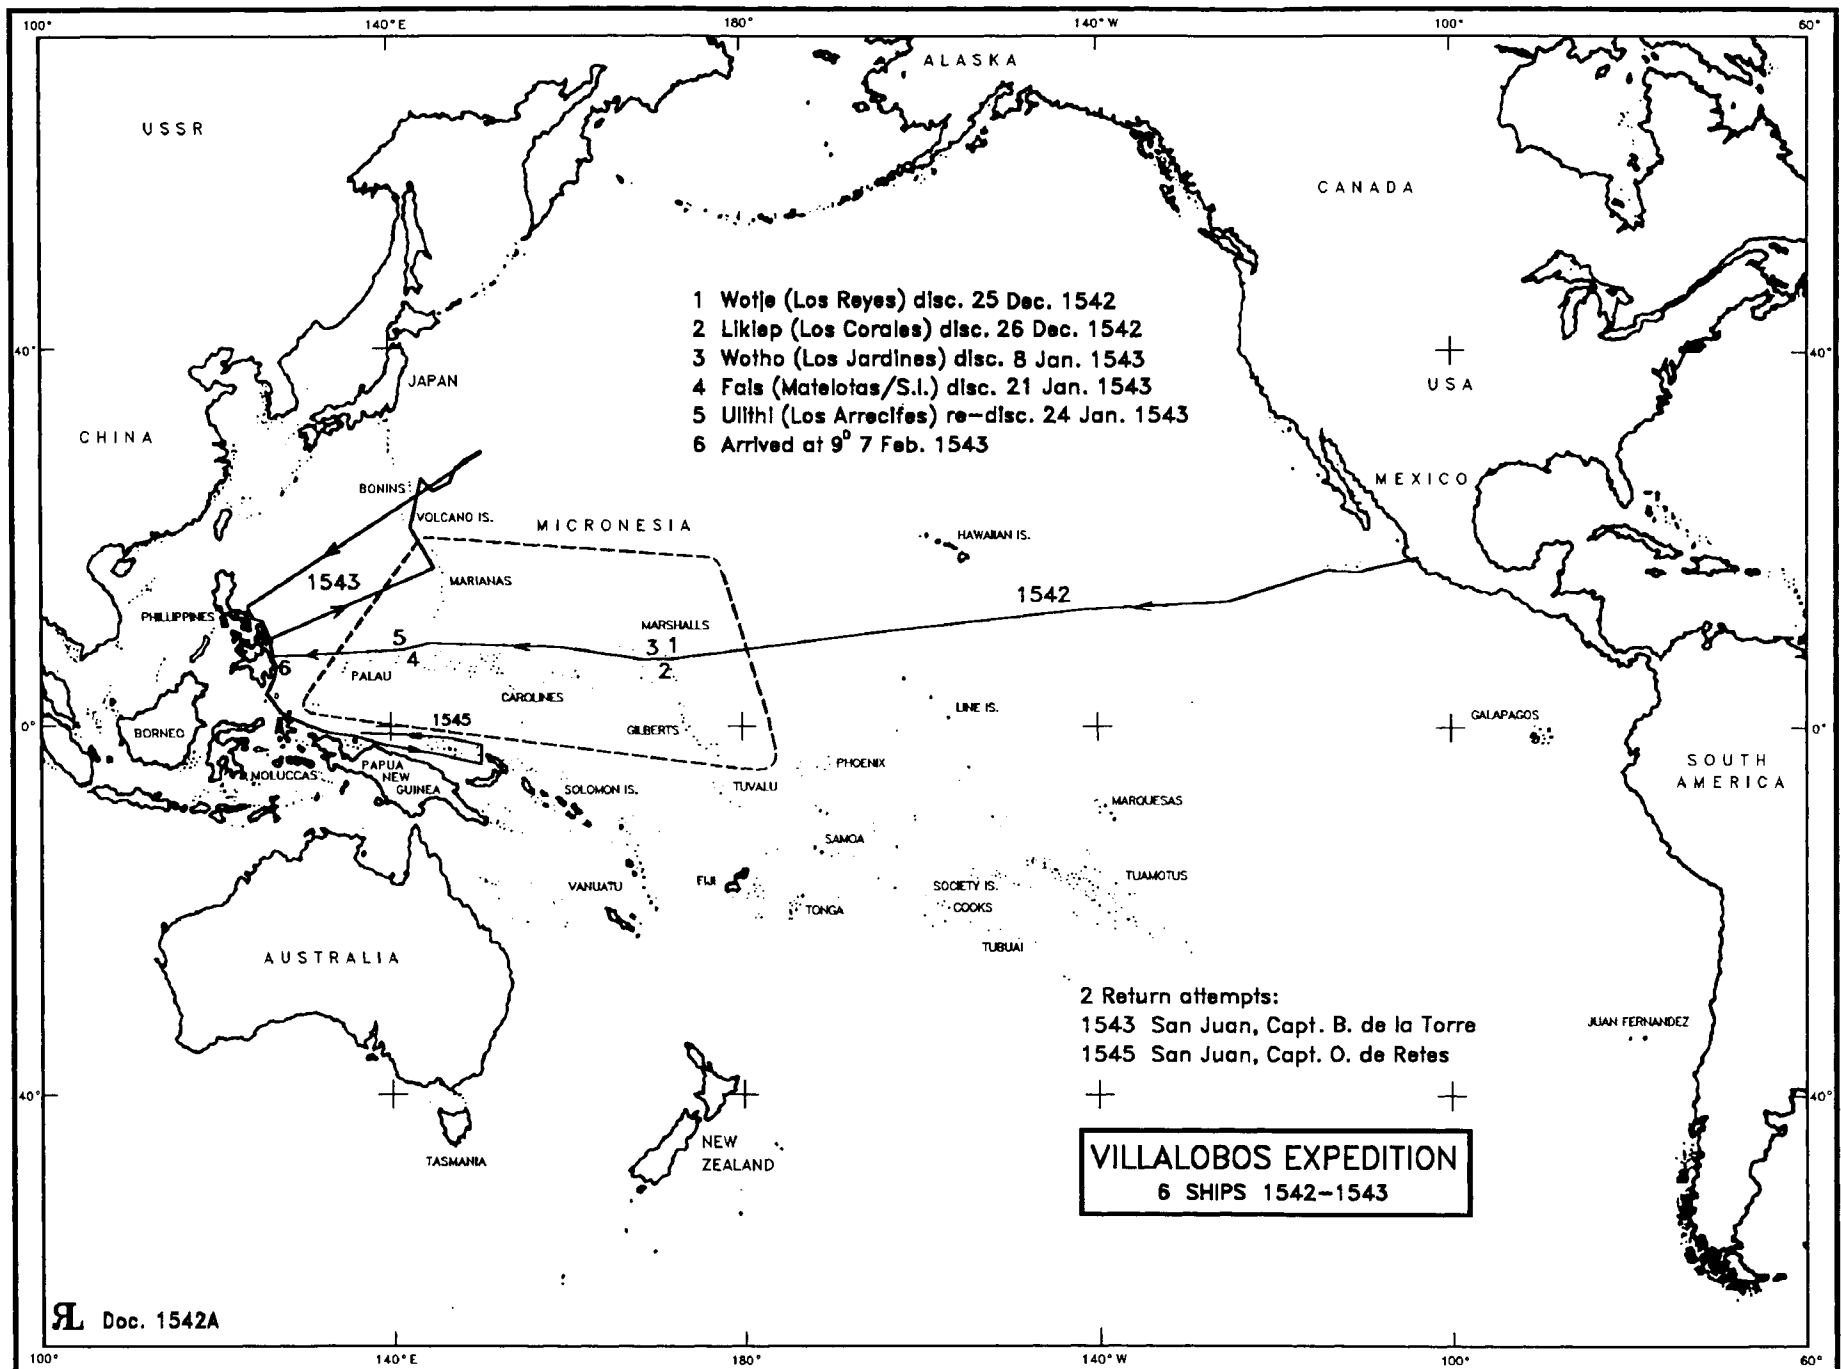 100° 140°E 180° 140°W 100° 60°
ALASKA
USSR
CANADA
1 Wotje (Los Reyes) disc. 25 Dec. 1542
2 Likiep (Los Corales) disc. 26 Dec. 1542
3 Wotho (Los Jardines) disc. 8 Jan. 1543
4 Fais (Matelotas/S.I.) disc. 21 Jan. 1543
5 Ulithi (Los Arrecifes) re-disc. 24 Jan. 1543
6 Arrived at 9° 7 Feb. 1543
40° 40°
JAPAN
USA
CHINA
MEXICO
BONINS
VOLCANO IS.
MICRONESIA
HAWAIIAN IS.
1543
MARIANAS
1542
PHILLIPPINES
MARSHALLS
5
3 1
4
6
2
PALAU
CAROLINES
LINE IS.
GALAPAGOS
1545
0° 0°
BORNEO
GILBERTS
PHOENIX
SOUTH
AMERICA
MOLUCCAS
PAPUA
NEW
GUINEA
SOLOMON IS.
TUVALU
MARQUESAS
SAMOA
TUAMOTUS
VANUATU
FIJI
SOCIETY IS.
TONGA
COOKS
TUBUAI
AUSTRALIA
2 Return attempts:
1543 San Juan, Capt. B. de la Torre
1545 San Juan, Capt. O. de Retes
JUAN FERNANDEZ
40° 40°
NEW
ZEALAND
TASMANIA
VILLALOBOS EXPEDITION
6 SHIPS 1542-1543
RL Doc. 1542A
100° 140°E 180° 140°W 100° 60°